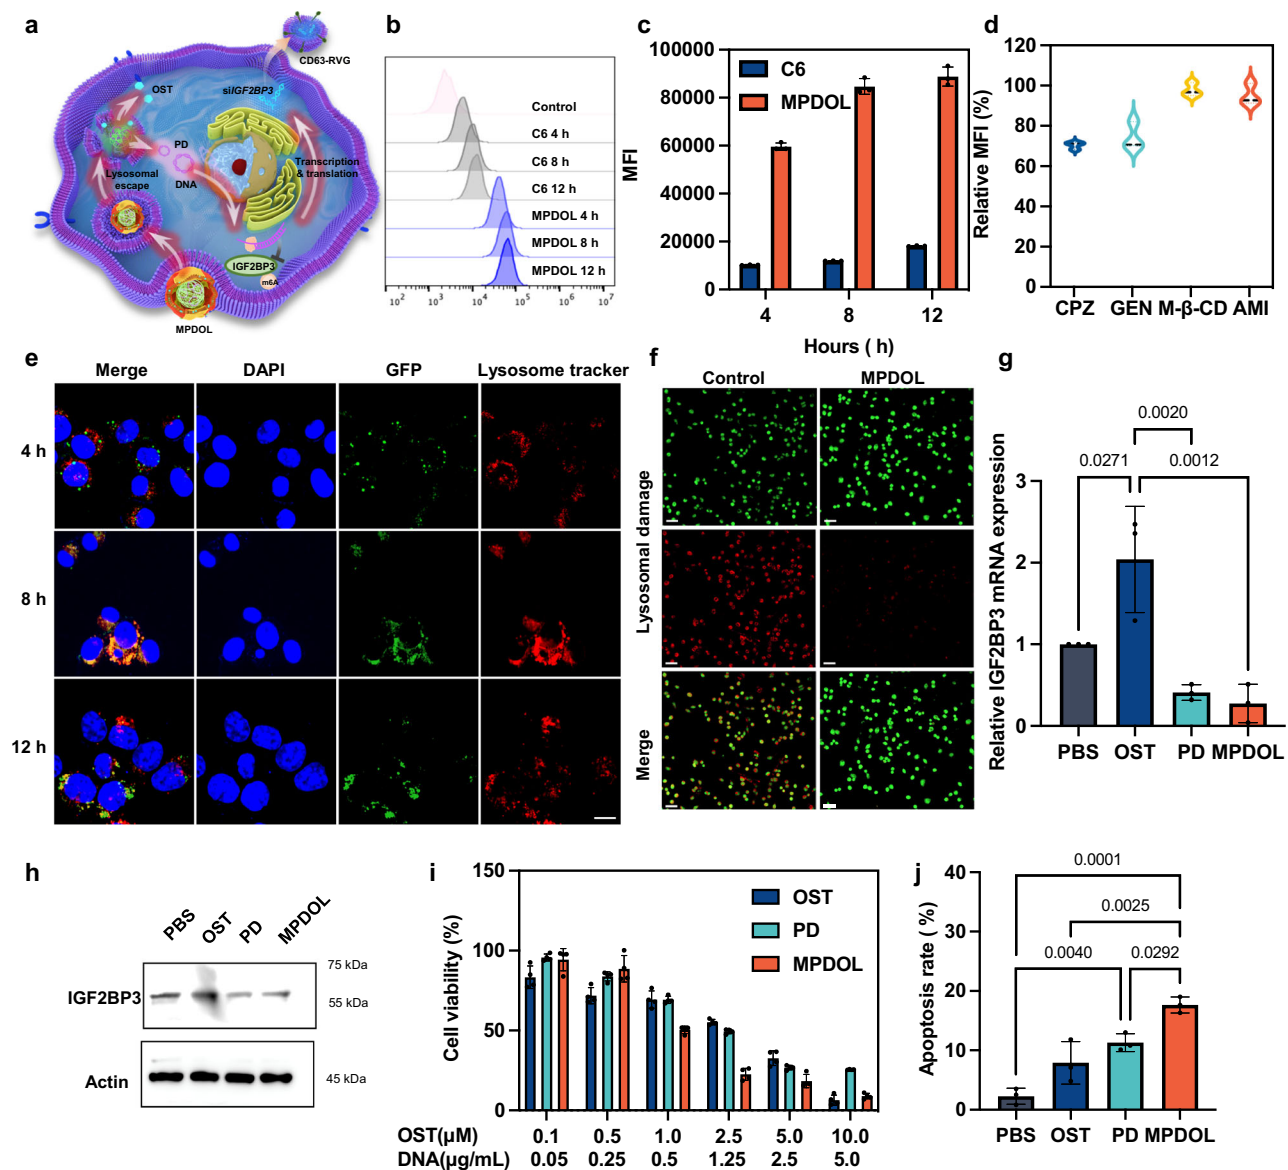 a
CD63-RVG
OST
siIGF2BP3
PD
Lysosomal
escape
DNA
Transcription
& translation
IGF2BP3
m6A
MPDOL
b
Control
C6 4 h
C6 8 h
C6 12 h
MPDOL 4 h
MPDOL 8 h
MPDOL 12 h
10² 10³ 10⁴ 10⁵ 10⁶ 10⁷
c
MFI
100000
80000
60000
40000
20000
0
C6
MPDOL
4 8 12
Hours ( h)
d
Relative MFI (%)
120
100
80
60
40
20
0
CPZ GEN M-β-CD AMI
e
Merge DAPI GFP Lysosome tracker
4 h
8 h
12 h
f
Control MPDOL
Lysosomal damage
Merge
g
Relative IGF2BP3 mRNA expression
0.0020
0.0271 0.0012
3
2
1
0
PBS OST PD MPDOL
h
PBS OST PD MPDOL
IGF2BP3
75 kDa
55 kDa
Actin
45 kDa
i
Cell viability (%)
150
100
50
0
OST
PD
MPDOL
OST(μM) 0.1 0.5 1.0 2.5 5.0 10.0
DNA(μg/mL) 0.05 0.25 0.5 1.25 2.5 5.0
j
Apoptosis rate ( %)
40
30
20
10
0
0.0001
0.0025
0.0040 0.0292
PBS OST PD MPDOL